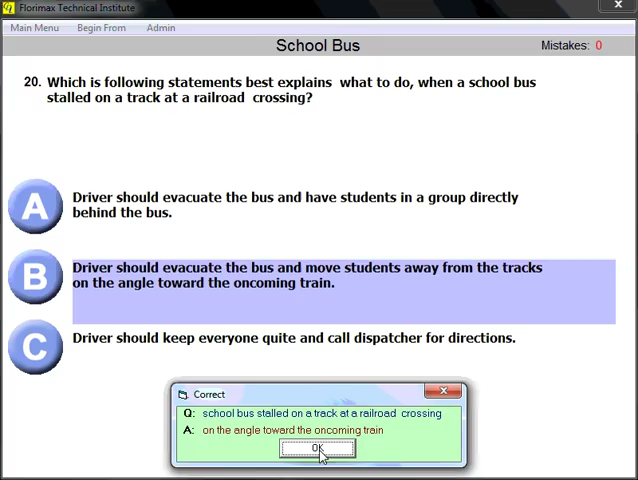 Florimax Technical Institute
Main Menu Begin From Admin
School Bus Mistakes: 0
20. Which is following statements best explains what to do, when a school bus
stalled on a track at a railroad crossing?
A Driver should evacuate the bus and have students in a group directly
behind the bus.
B Driver should evacuate the bus and move students away from the tracks
on the angle toward the oncoming train.
C Driver should keep everyone quite and call dispatcher for directions.
Correct
Q: school bus stalled on a track at a railroad crossing
A: on the angle toward the oncoming train
OK